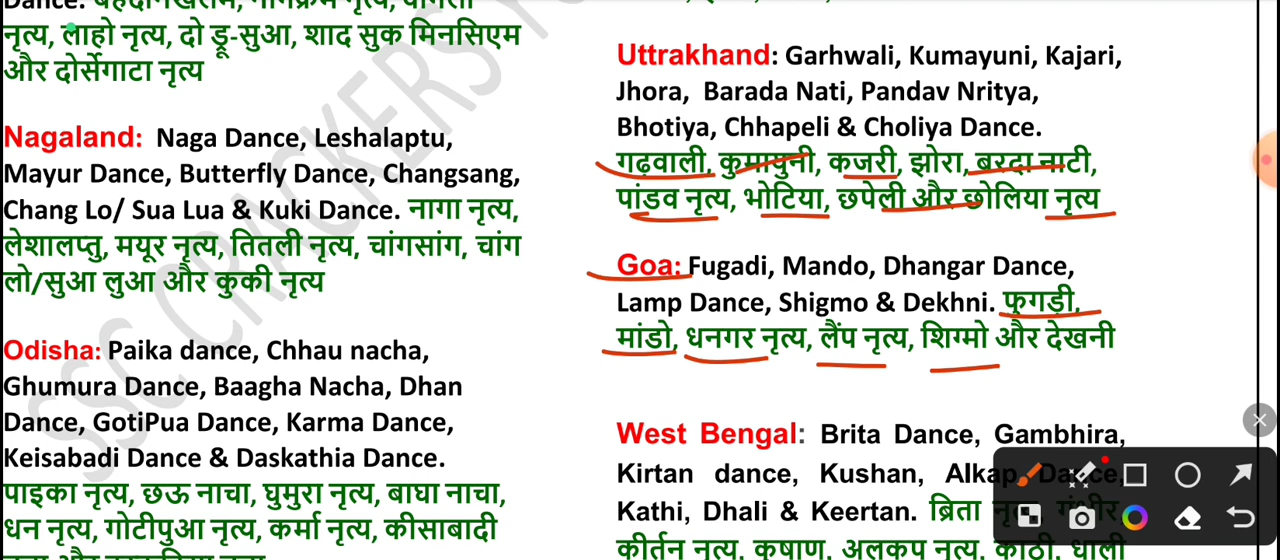 Dance.
नृत्य, लाहो नृत्य, दो ड्रू-सुआ, शाद सुक मिनसिएम
और दोर्सेगाटा नृत्य
Nagaland: Naga Dance, Leshalaptu,
Mayur Dance, Butterfly Dance, Changsang,
Chang Lo/ Sua Lua & Kuki Dance. नागा नृत्य,
लेशालप्तु, मयूर नृत्य, तितली नृत्य, चांगसांग, चांग
लो/सुआ लुआ और कुकी नृत्य
Odisha: Paika dance, Chhau nacha,
Ghumura Dance, Baagha Nacha, Dhan
Dance, GotiPua Dance, Karma Dance,
Keisabadi Dance & Daskathia Dance.
पाइका नृत्य, छऊ नाचा, घुमुरा नृत्य, बाघा नाचा,
धन नृत्य, गोटीपुआ नृत्य, कर्मा नृत्य, कीसाबादी
Uttrakhand: Garhwali, Kumayuni, Kajari,
Jhora, Barada Nati, Pandav Nritya,
Bhotiya, Chhapeli & Choliya Dance.
गढ़वाली, कुमायुनी, कजरी, झोरा, बरदा नाटी,
पांडव नृत्य, भोटिया, छपेली और छोलिया नृत्य
Goa: Fugadi, Mando, Dhangar Dance,
Lamp Dance, Shigmo & Dekhni. फुगड़ी,
मांडो, धनगर नृत्य, लैंप नृत्य, शिग्मो और देखनी
West Bengal: Brita Dance, Gambhira,
Kirtan dance, Kushan, Alkap Dance,
Kathi, Dhali & Keertan. ब्रिता नृत्य, गंभीर,
कीर्तन नृत्य, कुषाण, अलकप नृत्य, काठी, धाली
SSC CRACKERS